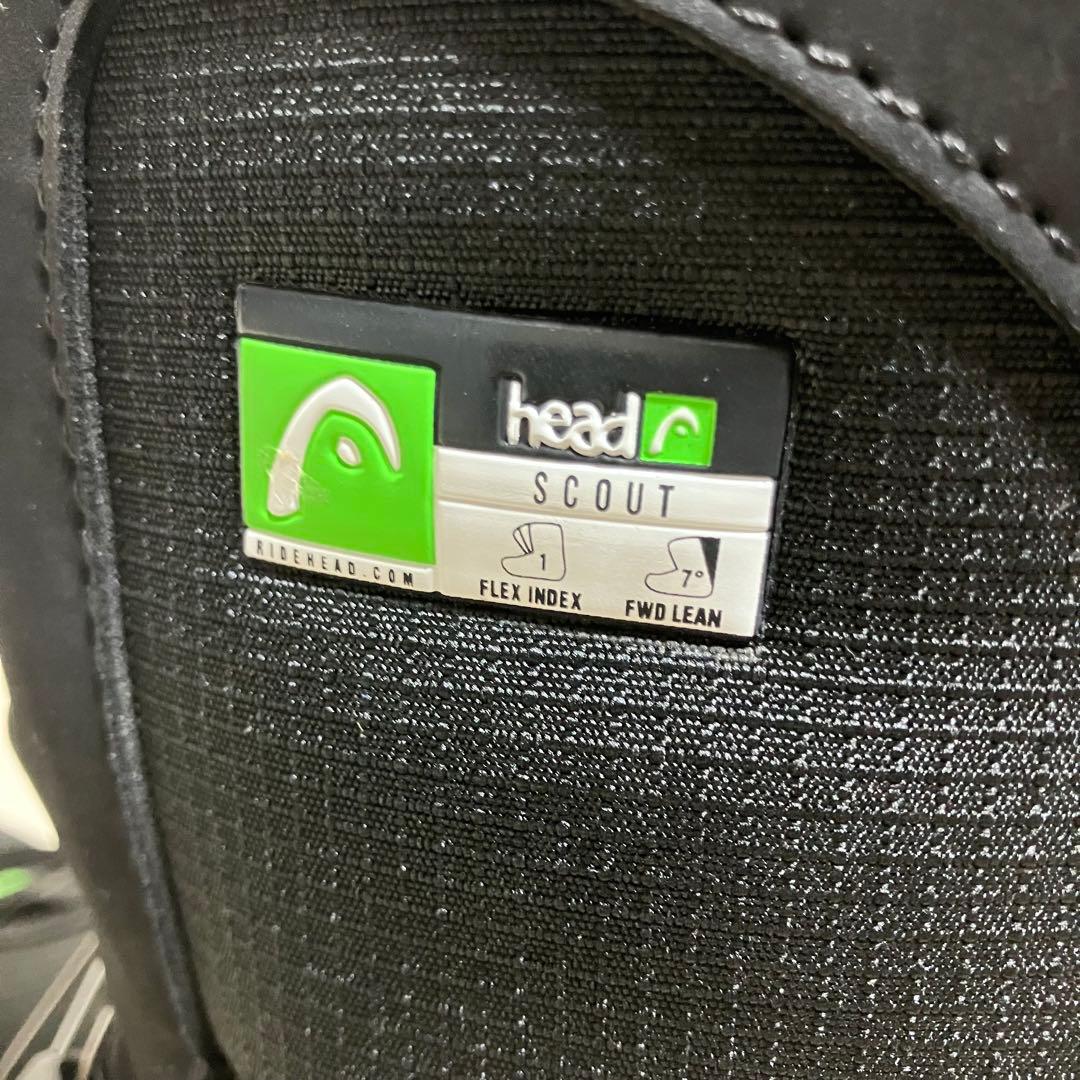 head
SCOUT
1
7°
FLEX INDEX
FWD LEAN
RIDEHEAD.COM